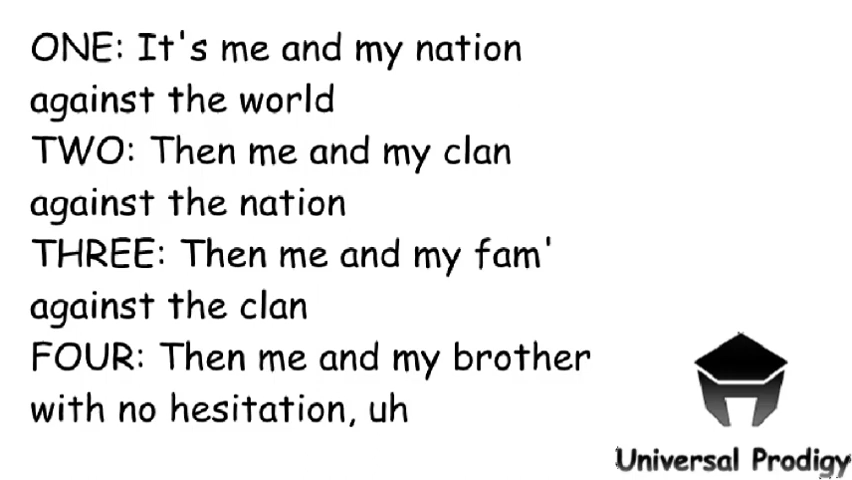 ONE: It's me and my nation
against the world
TWO: Then me and my clan
against the nation
THREE: Then me and my fam'
against the clan
FOUR: Then me and my brother
with no hesitation, uh
Universal Prodigy